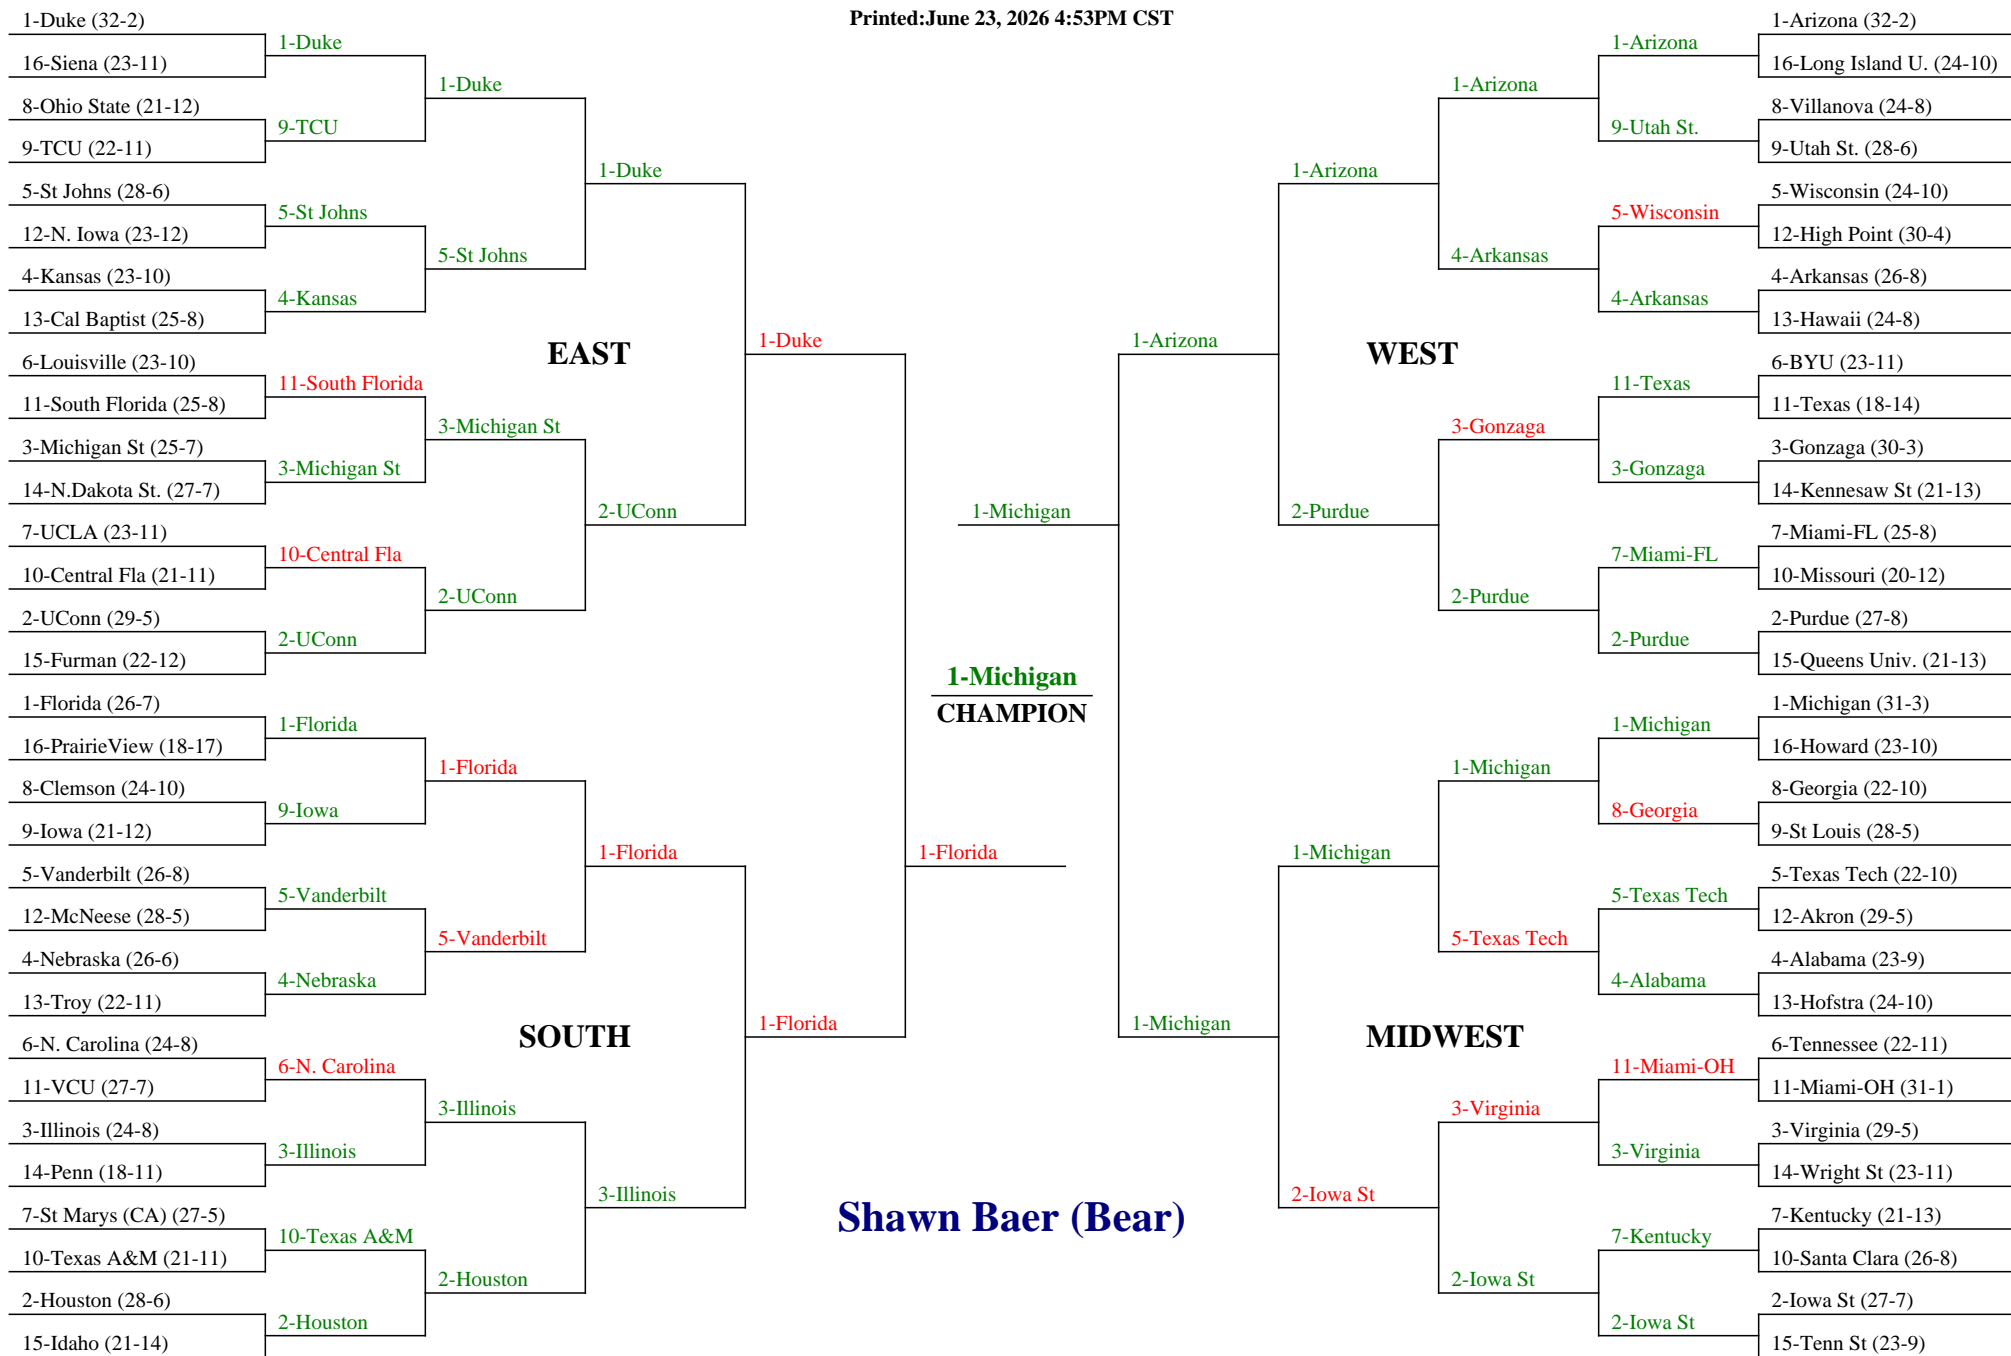 Printed:June 23, 2026 4:53PM CST
1-Duke (32-2)
16-Siena (23-11)
8-Ohio State (21-12)
9-TCU (22-11)
5-St Johns (28-6)
12-N. Iowa (23-12)
4-Kansas (23-10)
13-Cal Baptist (25-8)
6-Louisville (23-10)
11-South Florida (25-8)
3-Michigan St (25-7)
14-N.Dakota St. (27-7)
7-UCLA (23-11)
10-Central Fla (21-11)
2-UConn (29-5)
15-Furman (22-12)
1-Florida (26-7)
16-PrairieView (18-17)
8-Clemson (24-10)
9-Iowa (21-12)
5-Vanderbilt (26-8)
12-McNeese (28-5)
4-Nebraska (26-6)
13-Troy (22-11)
6-N. Carolina (24-8)
11-VCU (27-7)
3-Illinois (24-8)
14-Penn (18-11)
7-St Marys (CA) (27-5)
10-Texas A&M (21-11)
2-Houston (28-6)
15-Idaho (21-14)
1-Duke
9-TCU
5-St Johns
4-Kansas
11-South Florida
3-Michigan St
10-Central Fla
2-UConn
1-Florida
9-Iowa
5-Vanderbilt
4-Nebraska
6-N. Carolina
3-Illinois
10-Texas A&M
2-Houston
1-Duke
5-St Johns
3-Michigan St
2-UConn
1-Florida
5-Vanderbilt
3-Illinois
2-Houston
1-Duke
EAST
2-UConn
1-Florida
SOUTH
3-Illinois
1-Duke
1-Florida
1-Florida
1-Michigan
1-Michigan
CHAMPION
Shawn Baer (Bear)
1-Arizona
1-Michigan
1-Arizona
WEST
2-Purdue
1-Michigan
MIDWEST
2-Iowa St
1-Arizona
4-Arkansas
3-Gonzaga
2-Purdue
1-Michigan
5-Texas Tech
3-Virginia
2-Iowa St
1-Arizona
9-Utah St.
5-Wisconsin
4-Arkansas
11-Texas
3-Gonzaga
7-Miami-FL
2-Purdue
1-Michigan
8-Georgia
5-Texas Tech
4-Alabama
11-Miami-OH
3-Virginia
7-Kentucky
2-Iowa St
1-Arizona (32-2)
16-Long Island U. (24-10)
8-Villanova (24-8)
9-Utah St. (28-6)
5-Wisconsin (24-10)
12-High Point (30-4)
4-Arkansas (26-8)
13-Hawaii (24-8)
6-BYU (23-11)
11-Texas (18-14)
3-Gonzaga (30-3)
14-Kennesaw St (21-13)
7-Miami-FL (25-8)
10-Missouri (20-12)
2-Purdue (27-8)
15-Queens Univ. (21-13)
1-Michigan (31-3)
16-Howard (23-10)
8-Georgia (22-10)
9-St Louis (28-5)
5-Texas Tech (22-10)
12-Akron (29-5)
4-Alabama (23-9)
13-Hofstra (24-10)
6-Tennessee (22-11)
11-Miami-OH (31-1)
3-Virginia (29-5)
14-Wright St (23-11)
7-Kentucky (21-13)
10-Santa Clara (26-8)
2-Iowa St (27-7)
15-Tenn St (23-9)